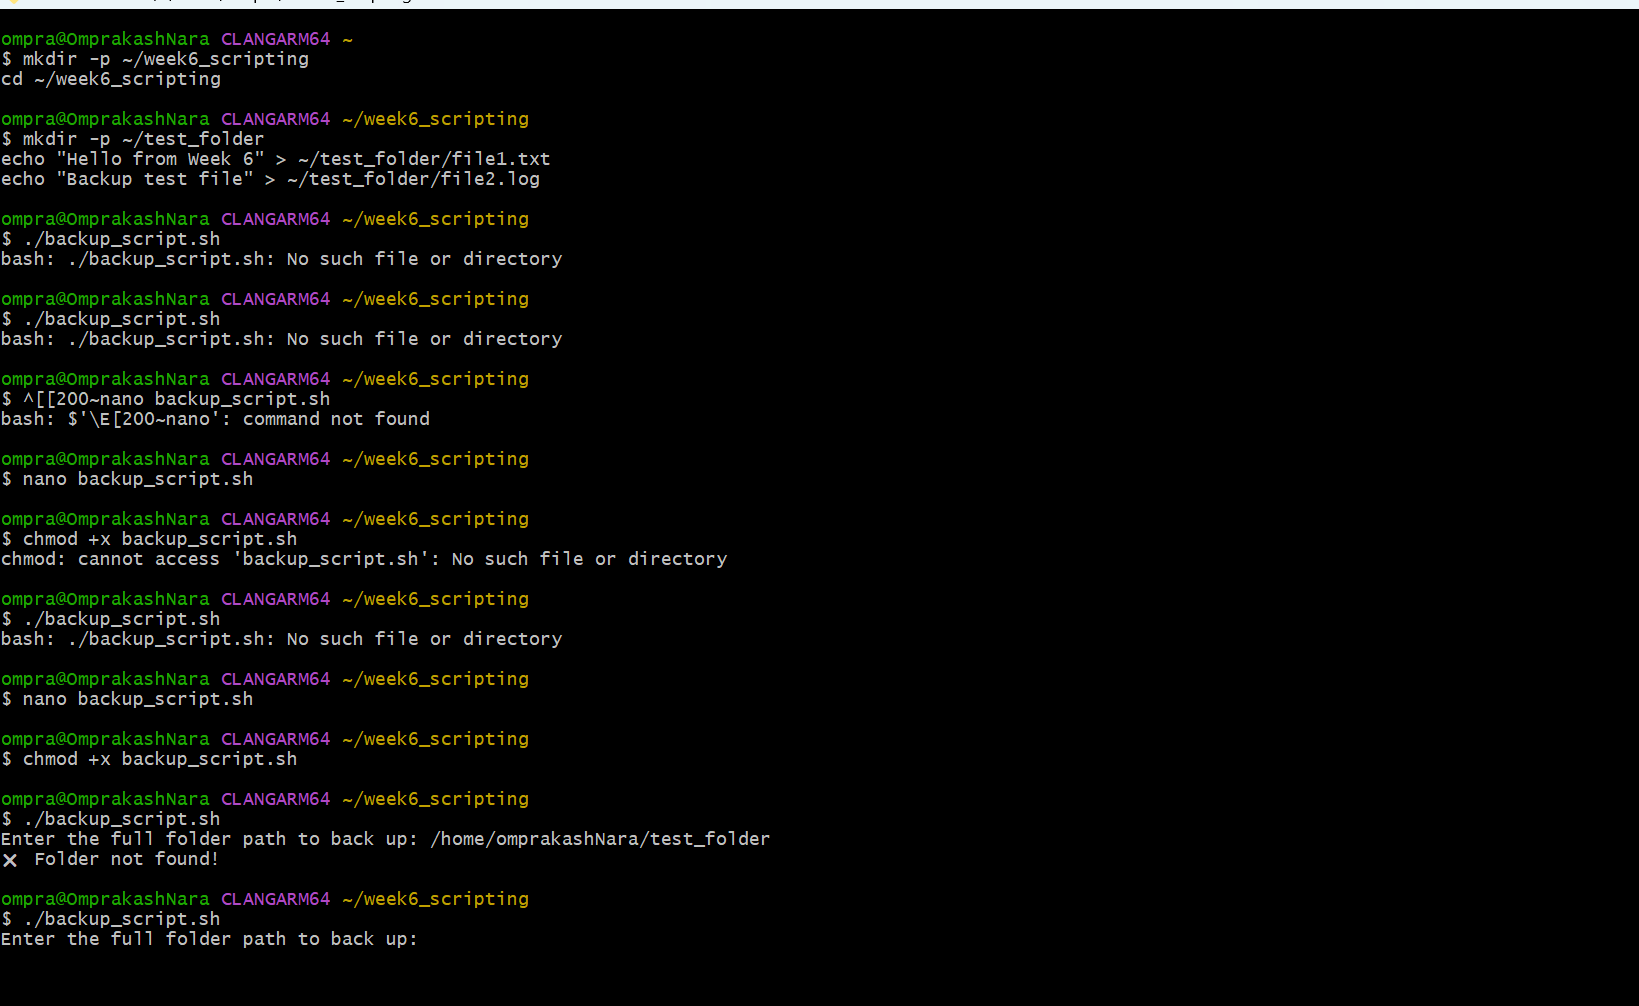 ompra@OmprakashNara CLANGARM64 ~
$ mkdir -p ~/week6_scripting
cd ~/week6_scripting
ompra@OmprakashNara CLANGARM64 ~/week6_scripting
$ mkdir -p ~/test_folder
echo "Hello from Week 6" > ~/test_folder/file1.txt
echo "Backup test file" > ~/test_folder/file2.log
ompra@OmprakashNara CLANGARM64 ~/week6_scripting
$ ./backup_script.sh
bash: ./backup_script.sh: No such file or directory
ompra@OmprakashNara CLANGARM64 ~/week6_scripting
$ ./backup_script.sh
bash: ./backup_script.sh: No such file or directory
ompra@OmprakashNara CLANGARM64 ~/week6_scripting
$ ^[[200~nano backup_script.sh
bash: $'\E[200~nano': command not found
ompra@OmprakashNara CLANGARM64 ~/week6_scripting
$ nano backup_script.sh
ompra@OmprakashNara CLANGARM64 ~/week6_scripting
$ chmod +x backup_script.sh
chmod: cannot access 'backup_script.sh': No such file or directory
ompra@OmprakashNara CLANGARM64 ~/week6_scripting
$ ./backup_script.sh
bash: ./backup_script.sh: No such file or directory
ompra@OmprakashNara CLANGARM64 ~/week6_scripting
$ nano backup_script.sh
ompra@OmprakashNara CLANGARM64 ~/week6_scripting
$ chmod +x backup_script.sh
ompra@OmprakashNara CLANGARM64 ~/week6_scripting
$ ./backup_script.sh
Enter the full folder path to back up: /home/omprakashNara/test_folder
❌ Folder not found!
ompra@OmprakashNara CLANGARM64 ~/week6_scripting
$ ./backup_script.sh
Enter the full folder path to back up: